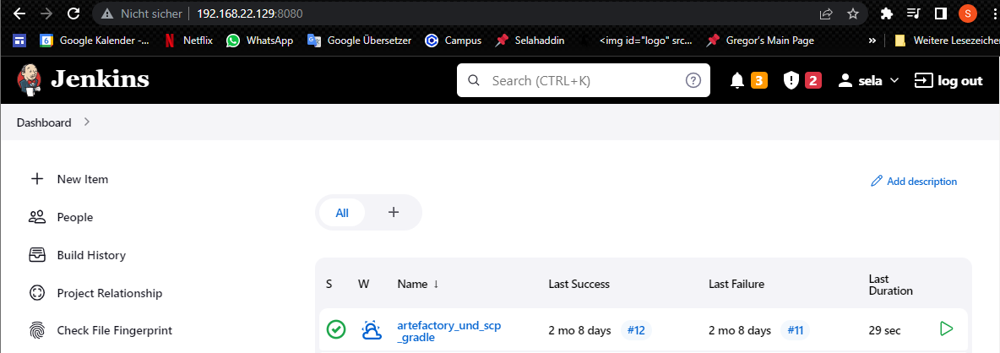 Nicht sicher 192.168.22.129:8080 S
Google Kalender -... N Netflix WhatsApp Google Übersetzer Campus Selahaddin <img id="logo" src... Gregor's Main Page » Weitere Lesezeichen
Jenkins Search (CTRL+K) ? 3 2 sela log out
Dashboard
New Item
Add description
All +
People
Build History
S W Name ↓ Last Success Last Failure Last
Duration
Project Relationship
Check File Fingerprint
artefactory_und_scp
_gradle
2 mo 8 days #12 2 mo 8 days #11 29 sec